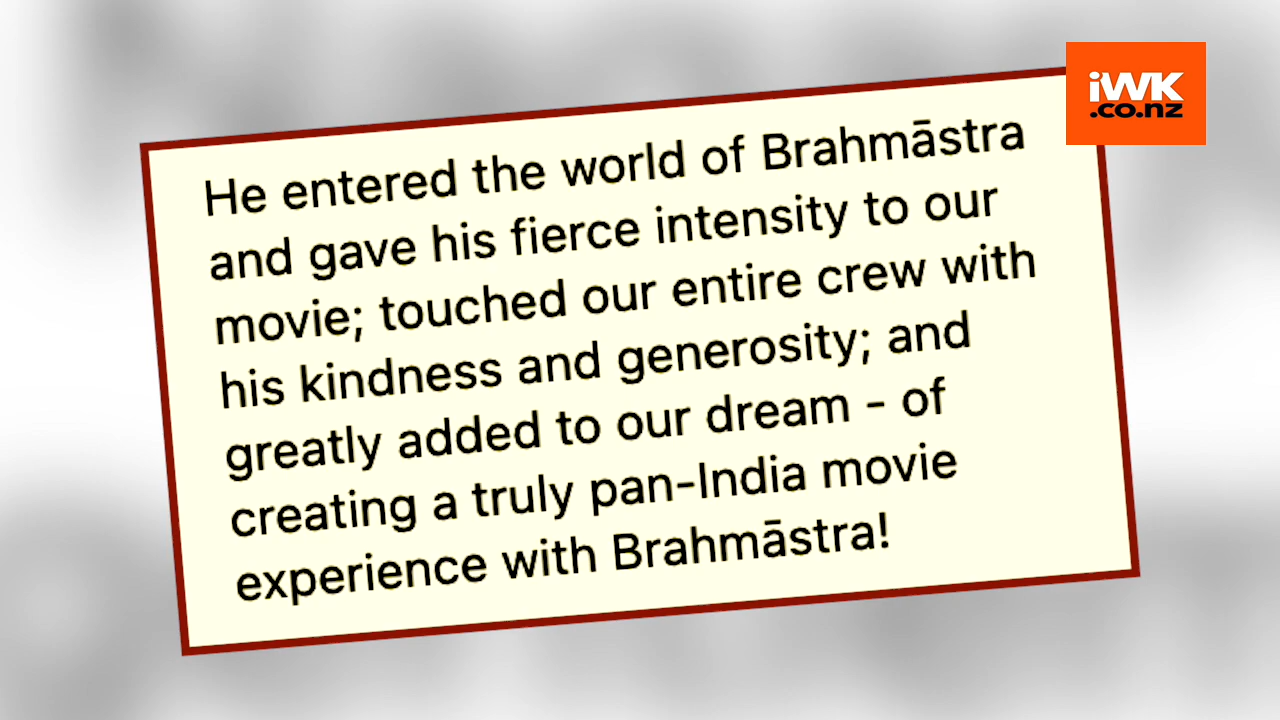 iWK
.co.nz
He entered the world of Brahmāstra
and gave his fierce intensity to our
movie; touched our entire crew with
his kindness and generosity; and
greatly added to our dream - of
creating a truly pan-India movie
experience with Brahmāstra!